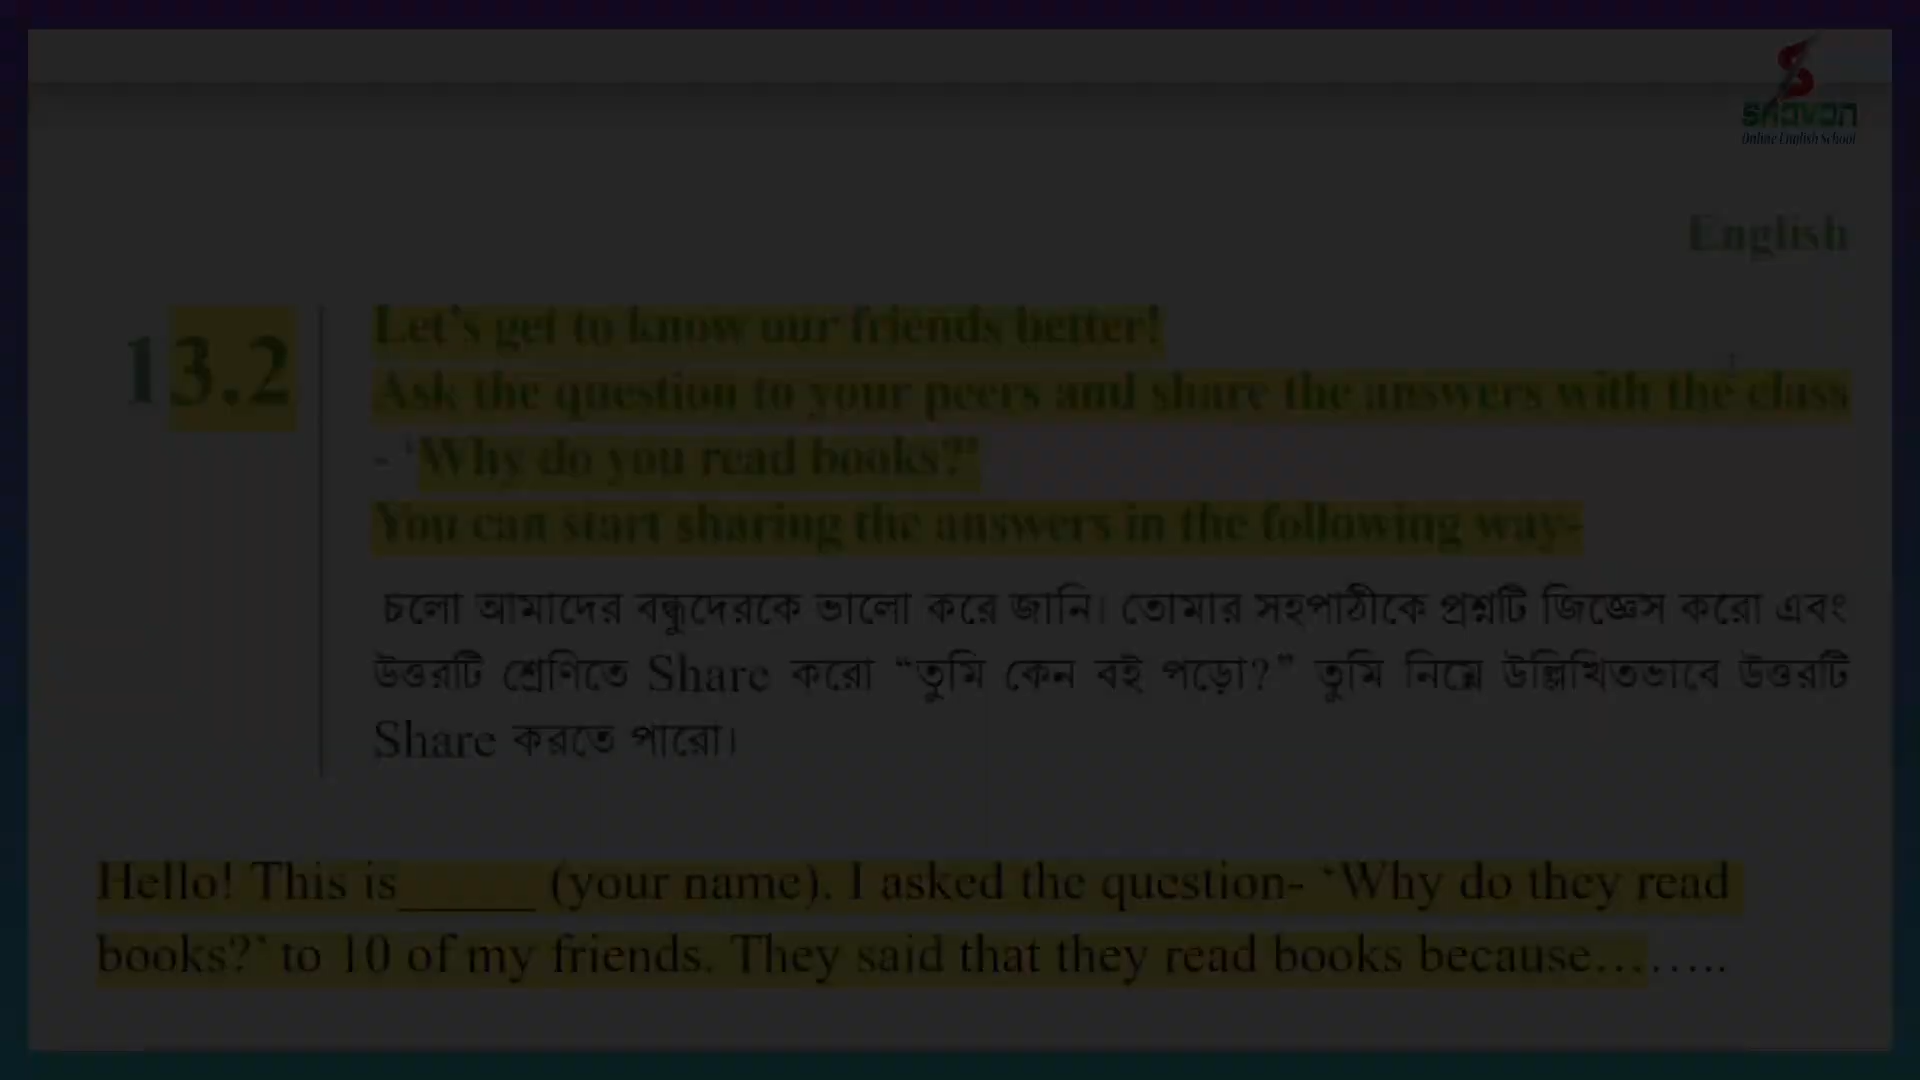 Shovon
Online English School
English
13.2
Let's get to know our friends better!
Ask the question to your peers and share the answers with the class
- 'Why do you read books?'
You can start sharing the answers in the following way-
চলো আমাদের বন্ধুদেরকে ভালো করে জানি। তোমার সহপাঠীকে প্রশ্নটি জিজ্ঞেস করো এবং
উত্তরটি শ্রেণিতে Share করো “তুমি কেন বই পড়ো?” তুমি নিম্নে উল্লিখিতভাবে উত্তরটি
Share করতে পারো।
Hello! This is_____ (your name). I asked the question- ‘Why do they read
books?’ to 10 of my friends. They said that they read books because……..